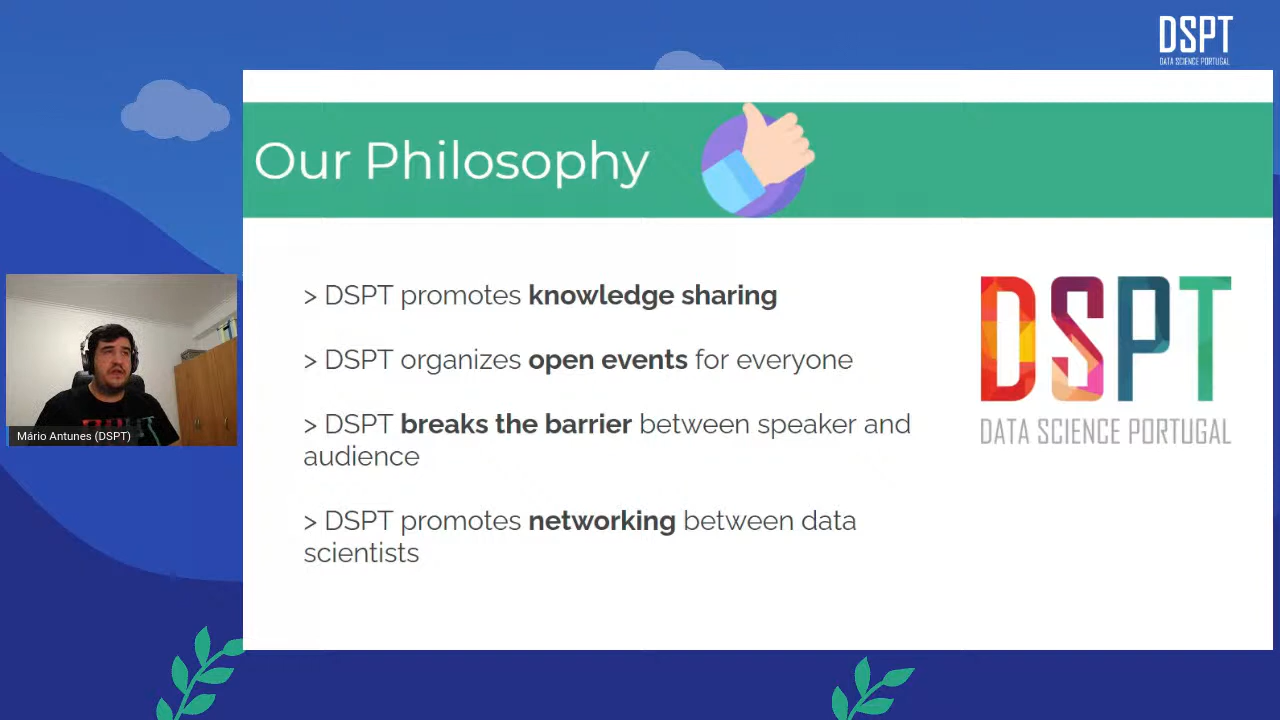 DSPT
DATA SCIENCE PORTUGAL
Our Philosophy
> DSPT promotes knowledge sharing
> DSPT organizes open events for everyone
> DSPT breaks the barrier between speaker and
audience
> DSPT promotes networking between data
scientists
DSPT
DATA SCIENCE PORTUGAL
Mário Antunes (DSPT)